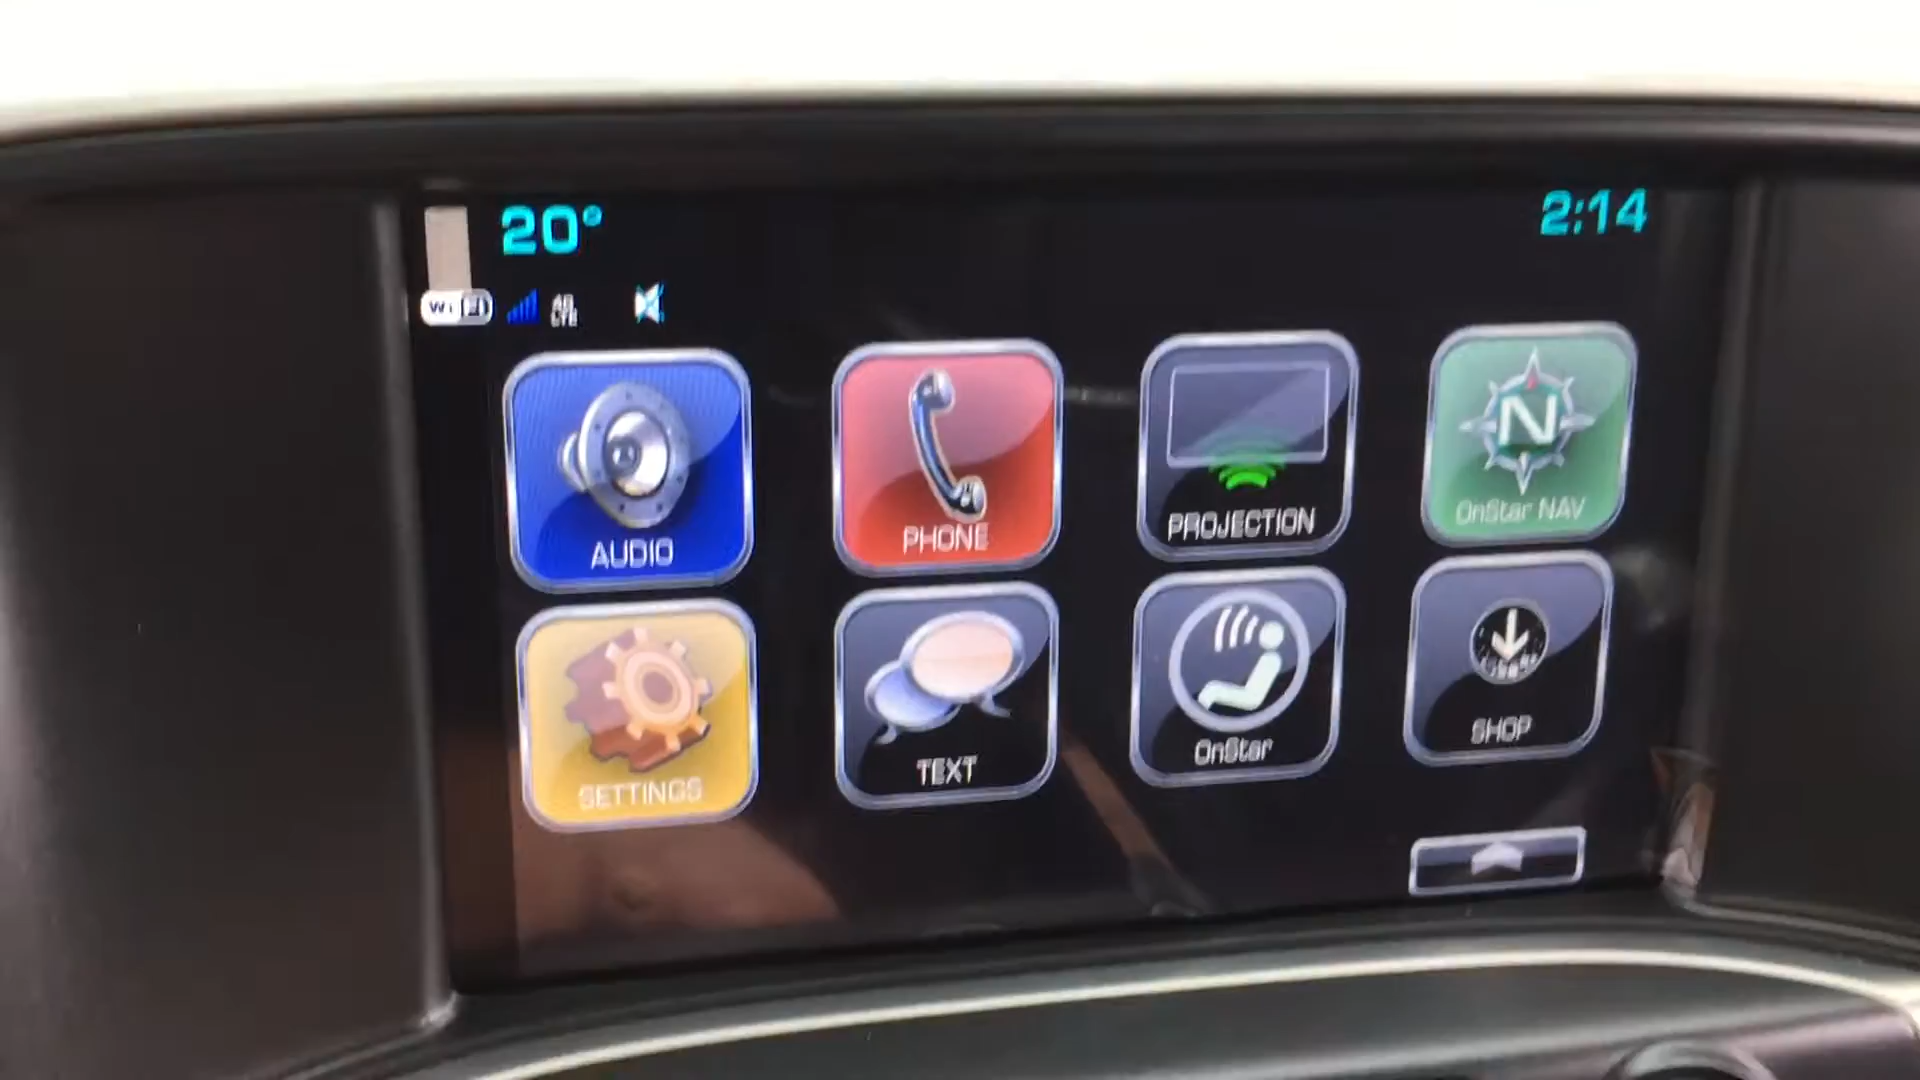 20°
2:14
WiFi
4G
LTE
AUDIO
PHONE
PROJECTION
N
OnStar NAV
SETTINGS
TEXT
OnStar
SHOP